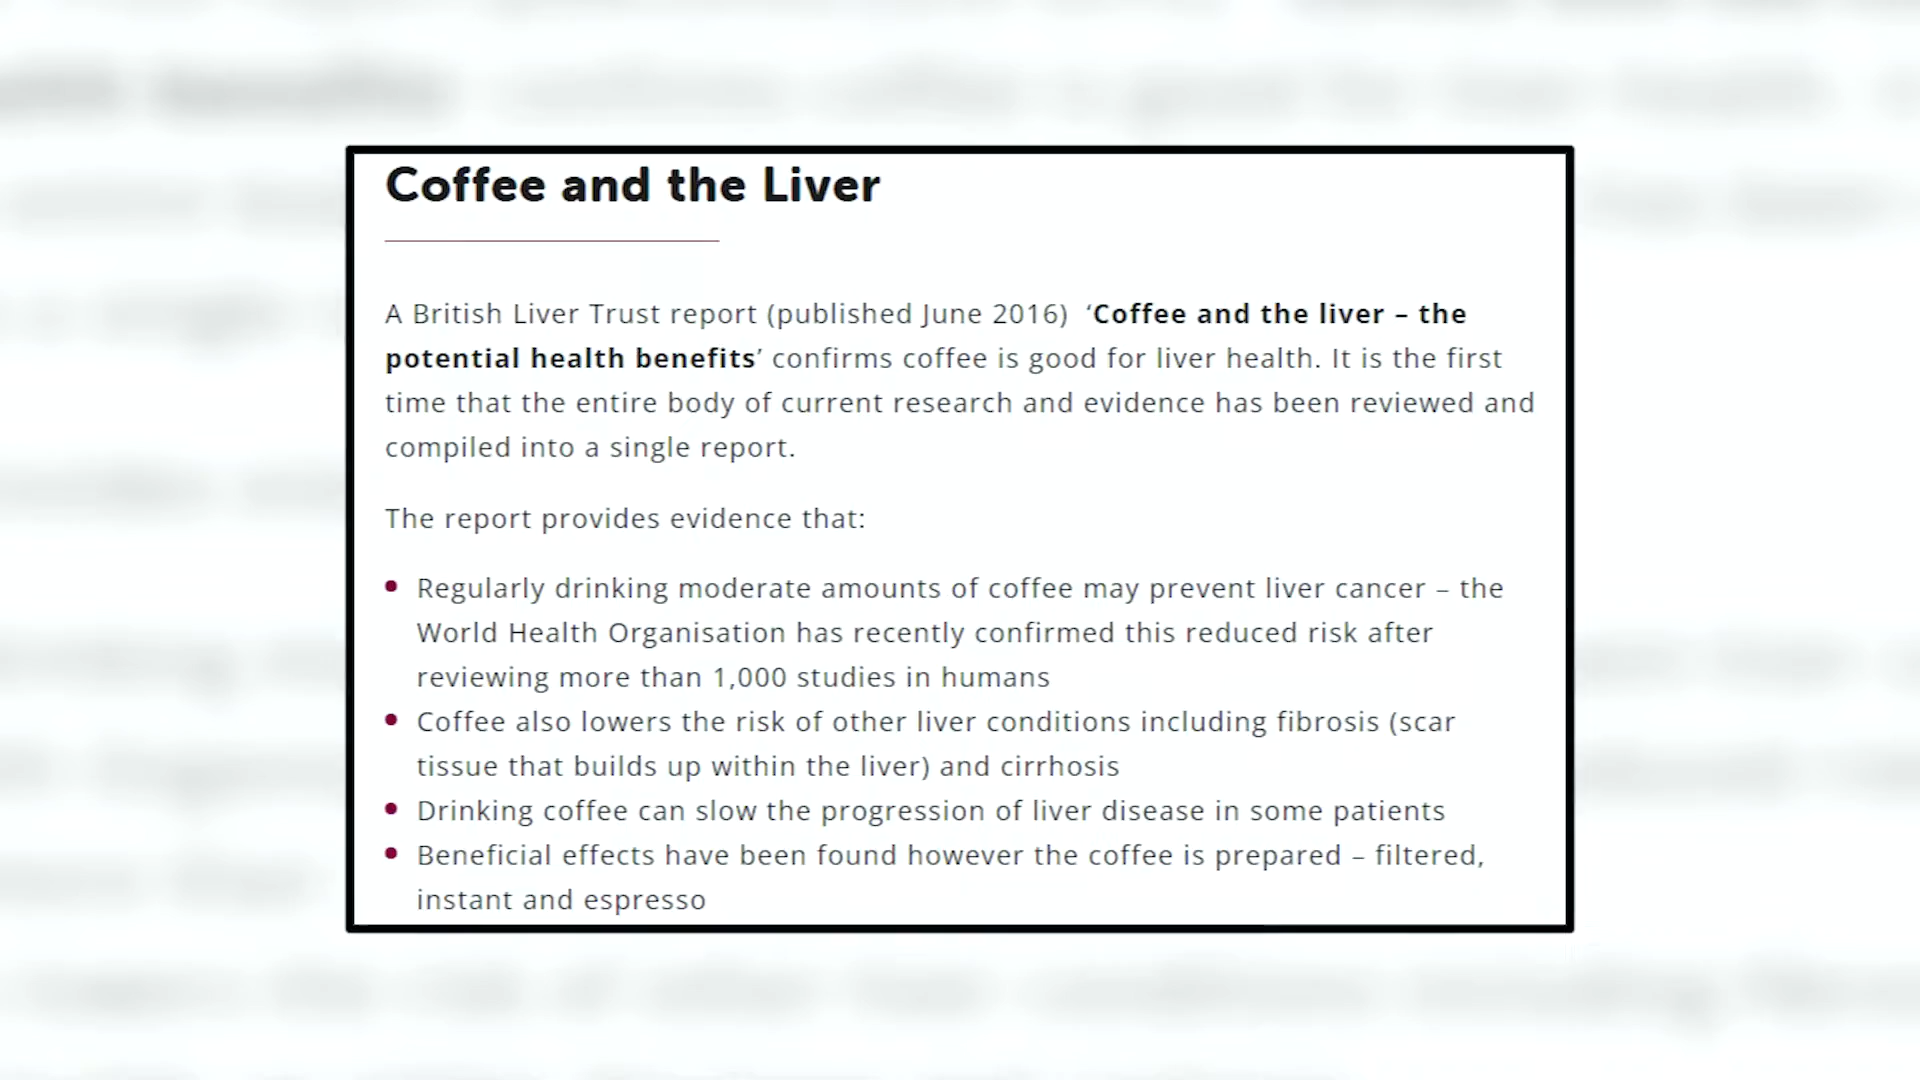 Coffee and the Liver
A British Liver Trust report (published June 2016)  ‘Coffee and the liver – the
potential health benefits’ confirms coffee is good for liver health. It is the first
time that the entire body of current research and evidence has been reviewed and
compiled into a single report.
The report provides evidence that:
• Regularly drinking moderate amounts of coffee may prevent liver cancer – the
World Health Organisation has recently confirmed this reduced risk after
reviewing more than 1,000 studies in humans
• Coffee also lowers the risk of other liver conditions including fibrosis (scar
tissue that builds up within the liver) and cirrhosis
• Drinking coffee can slow the progression of liver disease in some patients
• Beneficial effects have been found however the coffee is prepared – filtered,
instant and espresso